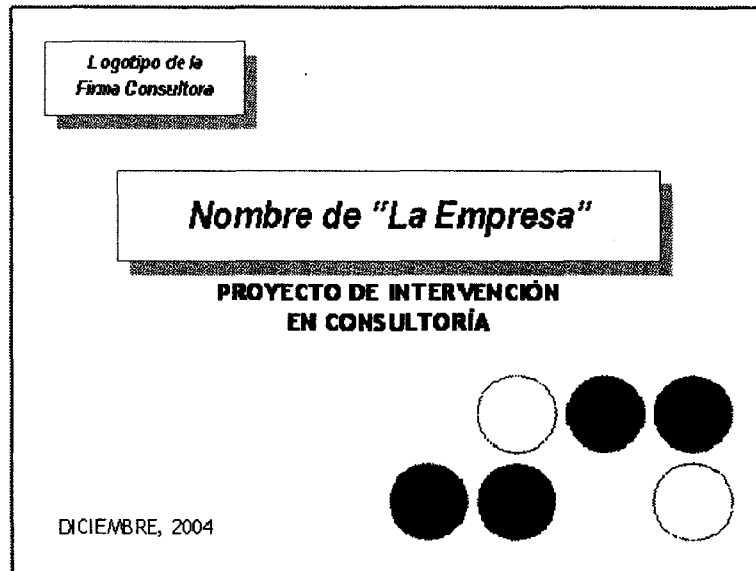 Logotipo de la
Firma Consultora
Nombre de "La Empresa"
PROYECTO DE INTERVENCIÓN
EN CONSULTORÍA
DICIEMBRE, 2004